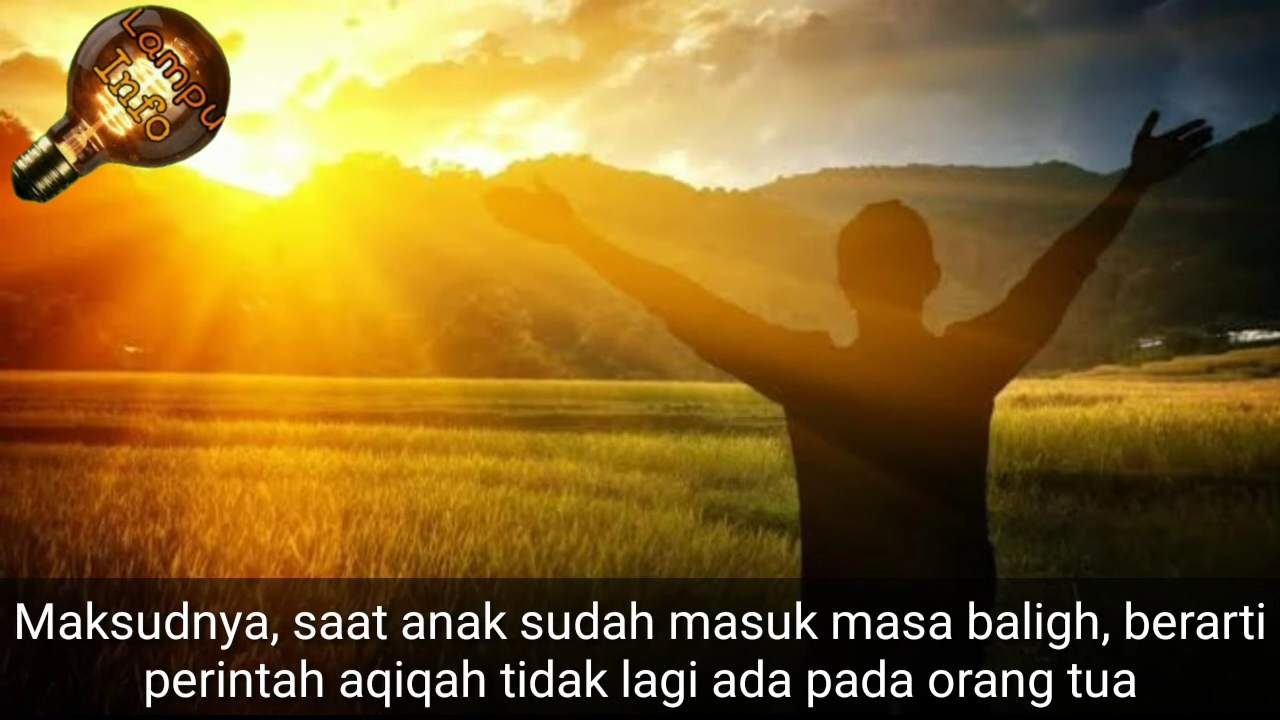 Lampu
Info
Maksudnya, saat anak sudah masuk masa baligh, berarti
perintah aqiqah tidak lagi ada pada orang tua